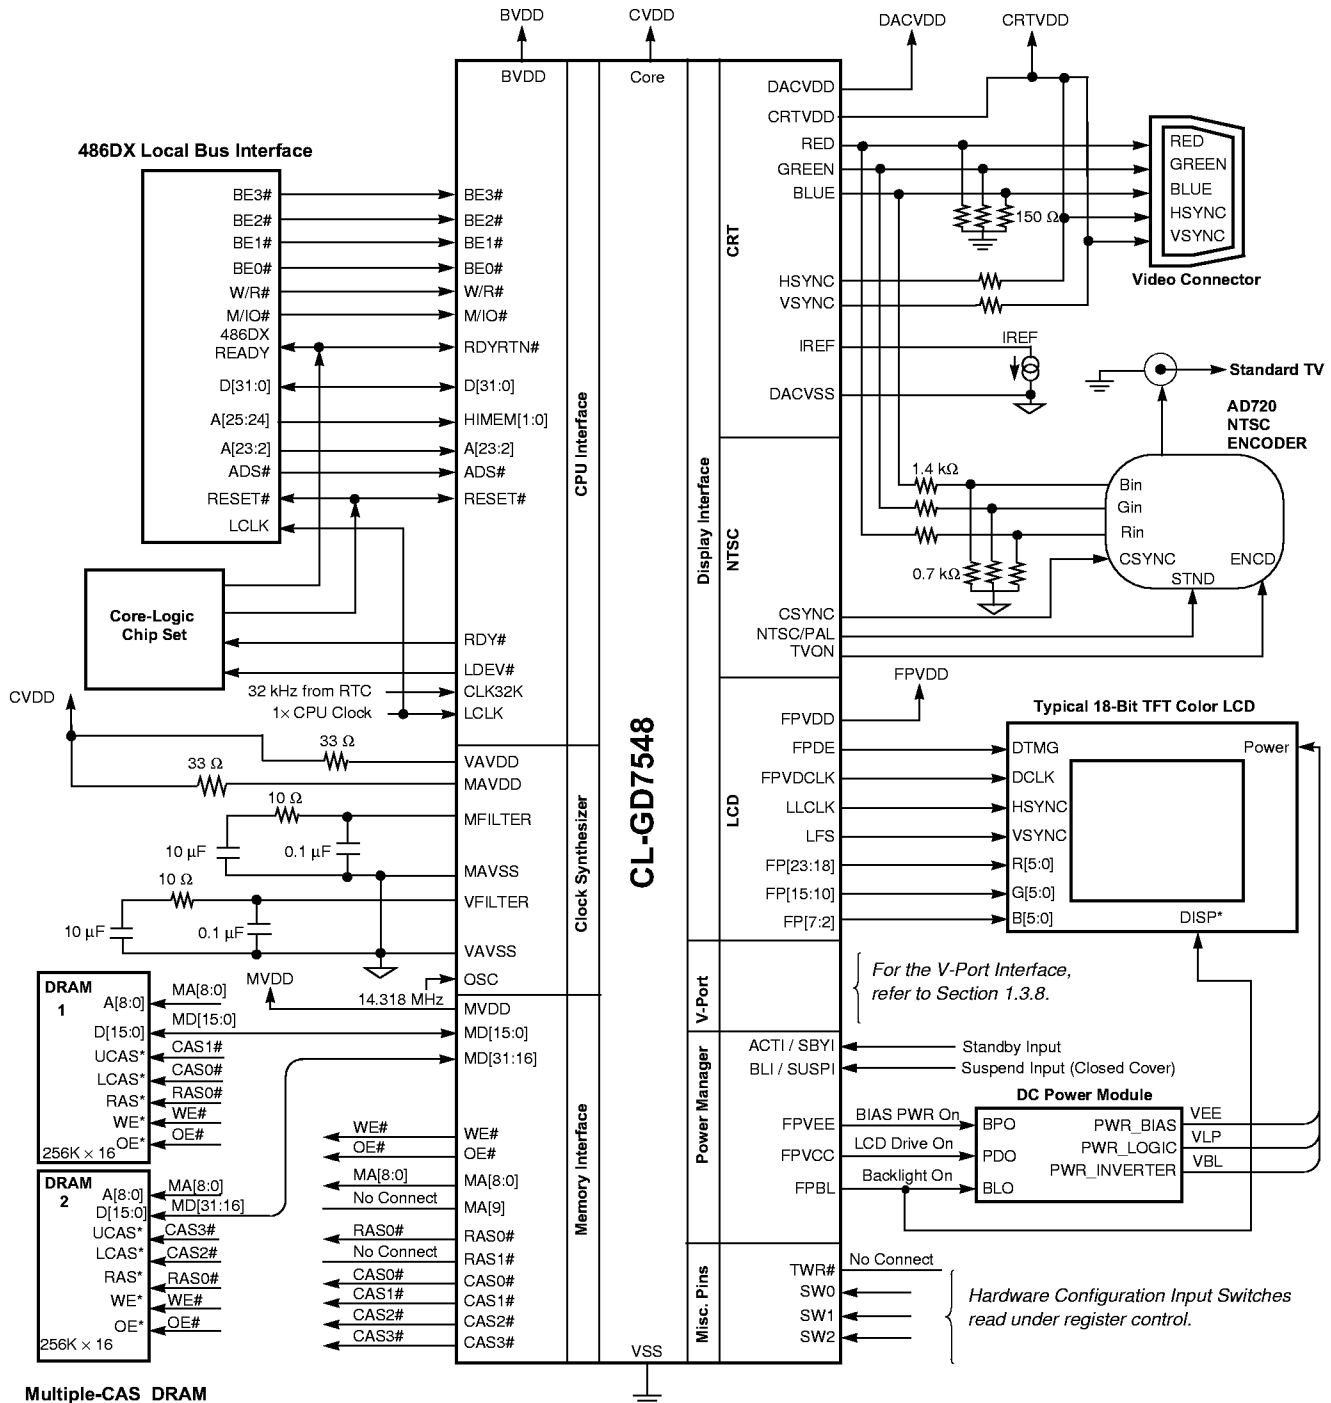 BVDD
CVDD
DACVDD
CRTVDD
BVDD
Core
DACVDD
CRTVDD
RED
GREEN
BLUE
HSYNC
VSYNC
IREF
DACVSS
IREF
150 Ω
RED
GREEN
BLUE
HSYNC
VSYNC
Video Connector
486DX Local Bus Interface
BE3#
BE2#
BE1#
BE0#
W/R#
M/IO#
486DX
READY
D[31:0]
A[25:24]
A[23:2]
ADS#
RESET#
LCLK
BE3#
BE2#
BE1#
BE0#
W/R#
M/IO#
RDYRTN#
D[31:0]
HIMEM[1:0]
A[23:2]
ADS#
RESET#
RDY#
LDEV#
CLK32K
LCLK
CPU Interface
Core-Logic
Chip Set
32 kHz from RTC
1× CPU Clock
CRT
Display Interface
NTSC
LCD
Standard TV
AD720
NTSC
ENCODER
1.4 kΩ
0.7 kΩ
Bin
Gin
Rin
CSYNC
STND
ENCD
CSYNC
NTSC/PAL
TVON
CL-GD7548
CVDD
33 Ω
33 Ω
10 Ω
10 µF
0.1 µF
10 Ω
10 µF
0.1 µF
VAVDD
MAVDD
MFILTER
MAVSS
VFILTER
VAVSS
OSC
14.318 MHz
Clock Synthesizer
FPVDD
FPVDD
FPDE
FPVDCLK
LLCLK
LFS
FP[23:18]
FP[15:10]
FP[7:2]
Typical 18-Bit TFT Color LCD
DTMG
DCLK
HSYNC
VSYNC
R[5:0]
G[5:0]
B[5:0]
Power
DISP*
V-Port
For the V-Port Interface,
refer to Section 1.3.8.
MVDD
DRAM
1
A[8:0]
D[15:0]
UCAS*
LCAS*
RAS*
WE*
OE*
256K × 16
MA[8:0]
MD[15:0]
CAS1#
CAS0#
RAS0#
WE#
OE#
DRAM
2
A[8:0]
D[15:0]
UCAS*
LCAS*
RAS*
WE*
OE*
256K × 16
MA[8:0]
MD[31:16]
CAS3#
CAS2#
RAS0#
WE#
OE#
Multiple-CAS DRAM
WE#
OE#
MA[8:0]
No Connect
RAS0#
No Connect
CAS0#
CAS1#
CAS2#
CAS3#
MVDD
MD[15:0]
MD[31:16]
WE#
OE#
MA[8:0]
MA[9]
RAS0#
RAS1#
CAS0#
CAS1#
CAS2#
CAS3#
Memory Interface
VSS
Power Manager
ACTI / SBYI
BLI / SUSPI
FPVEE
FPVCC
FPBL
Standby Input
Suspend Input (Closed Cover)
BIAS PWR On
LCD Drive On
Backlight On
DC Power Module
BPO
PDO
BLO
PWR_BIAS
PWR_LOGIC
PWR_INVERTER
VEE
VLP
VBL
Misc. Pins
TWR#
SW0
SW1
SW2
No Connect
Hardware Configuration Input Switches
read under register control.